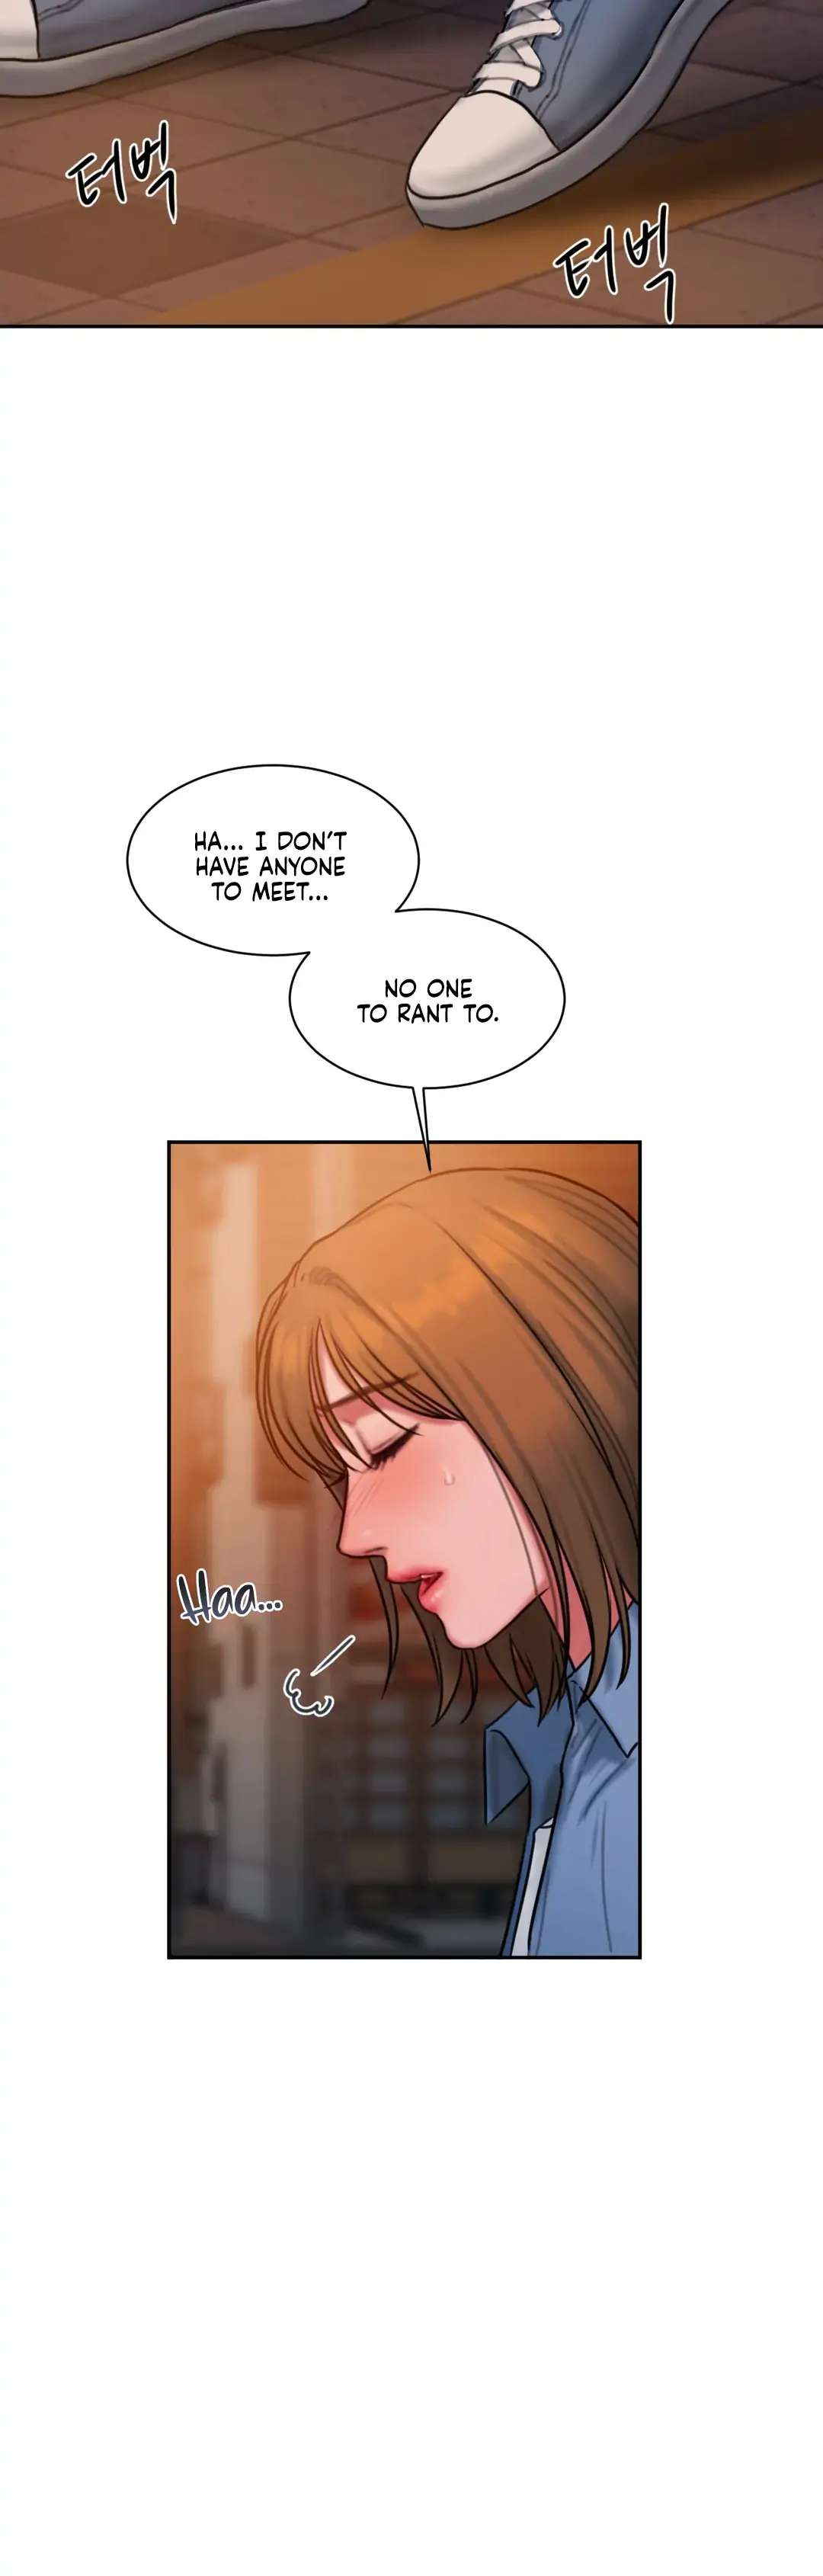 터벅
터벅
HA... I DON'T
HAVE ANYONE
TO MEET...
NO ONE
TO RANT TO.
Haa...